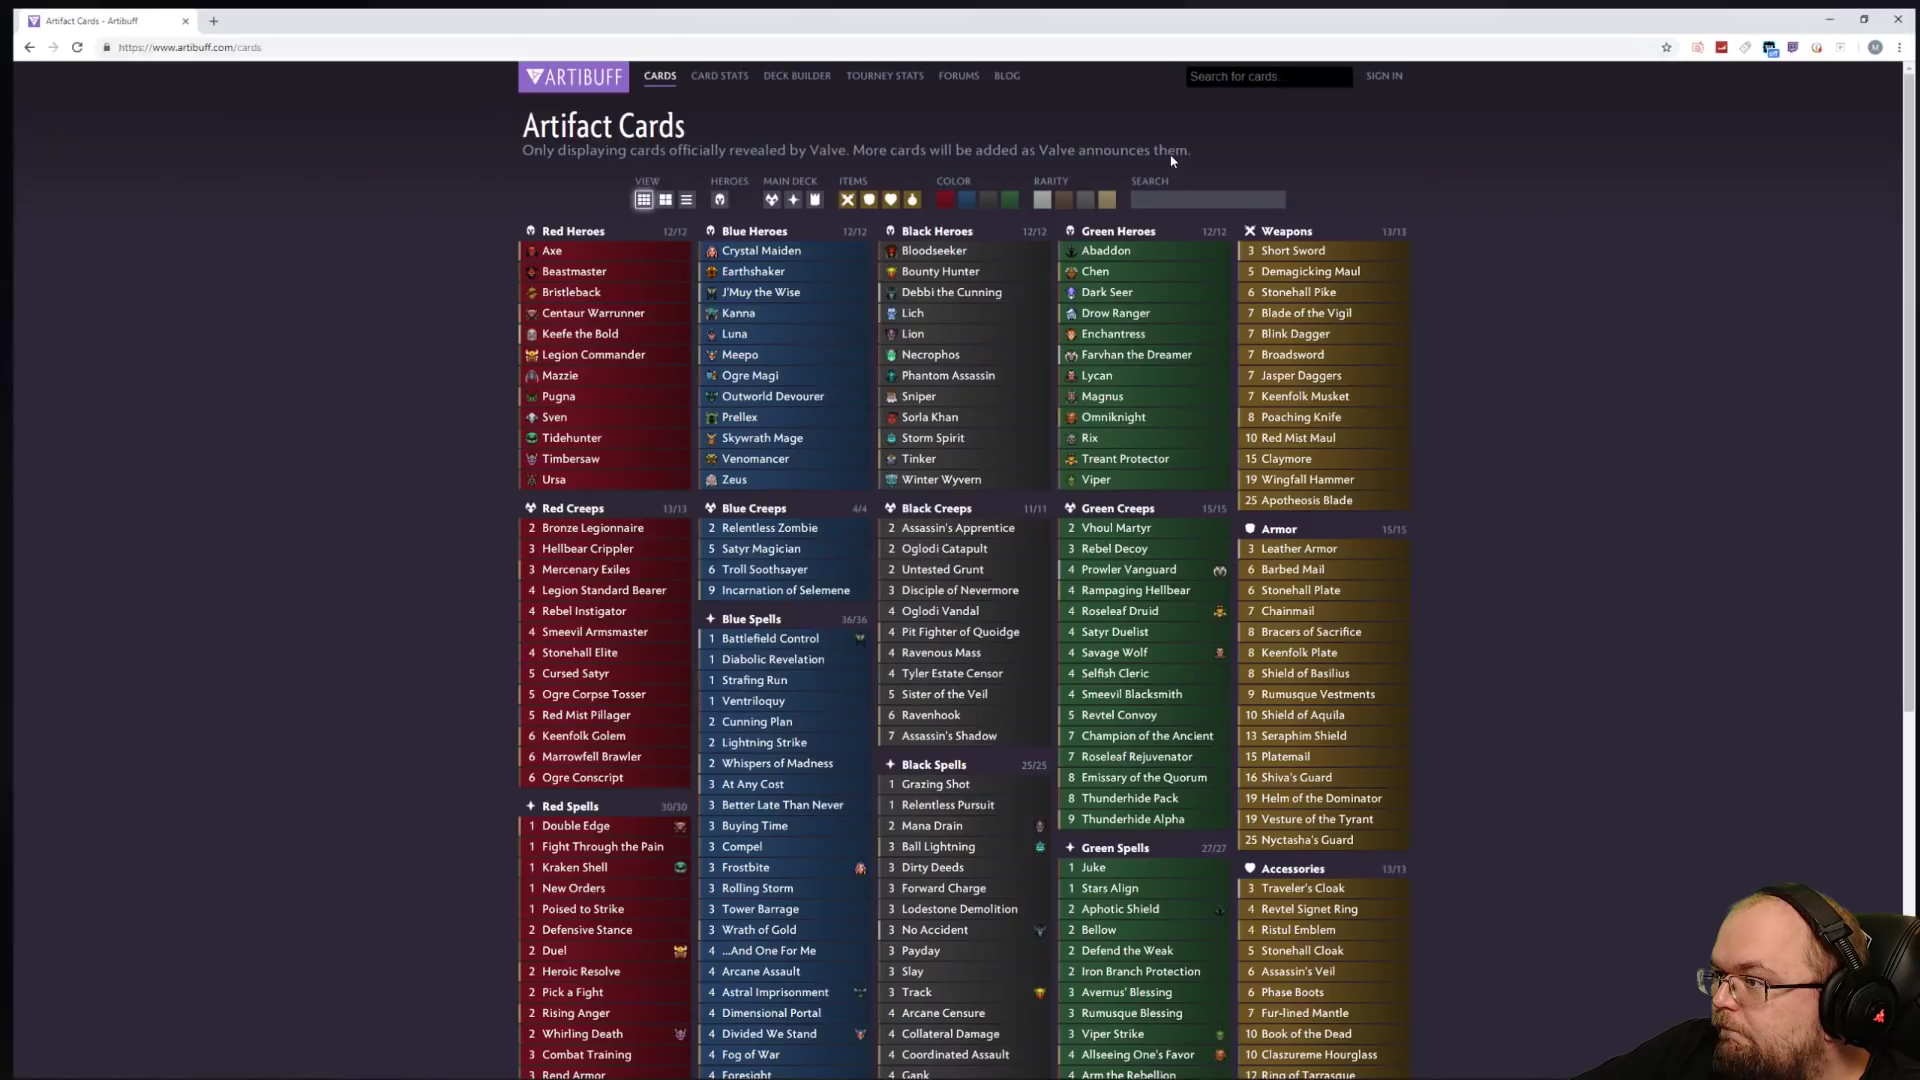 Artifact Cards - Artibuff
https://www.artibuff.com/cards
ARTIBUFF
CARDS
CARD STATS
DECK BUILDER
TOURNEY STATS
FORUMS
BLOG
Search for cards...
SIGN IN
Artifact Cards
Only displaying cards officially revealed by Valve. More cards will be added as Valve announces them.
VIEW
HEROES
MAIN DECK
ITEMS
COLOR
RARITY
SEARCH
Red Heroes 12/12
Axe
Beastmaster
Bristleback
Centaur Warrunner
Keefe the Bold
Legion Commander
Mazzie
Pugna
Sven
Tidehunter
Timbersaw
Ursa
Red Creeps 13/13
2 Bronze Legionnaire
3 Hellbear Crippler
3 Mercenary Exiles
4 Legion Standard Bearer
4 Rebel Instigator
4 Smeevil Armsmaster
4 Stonehall Elite
5 Cursed Satyr
5 Ogre Corpse Tosser
5 Red Mist Pillager
6 Keenfolk Golem
6 Marrowfell Brawler
6 Ogre Conscript
Red Spells 30/30
1 Double Edge
1 Fight Through the Pain
1 Kraken Shell
1 New Orders
1 Poised to Strike
2 Defensive Stance
2 Duel
2 Heroic Resolve
2 Pick a Fight
2 Rising Anger
2 Whirling Death
3 Combat Training
3 Rend Armor
Blue Heroes 12/12
Crystal Maiden
Earthshaker
J'Muy the Wise
Kanna
Luna
Meepo
Ogre Magi
Outworld Devourer
Prellex
Skywrath Mage
Venomancer
Zeus
Blue Creeps 4/4
2 Relentless Zombie
5 Satyr Magician
6 Troll Soothsayer
9 Incarnation of Selemene
Blue Spells 36/36
1 Battlefield Control
1 Diabolic Revelation
1 Strafing Run
1 Ventriloquy
2 Cunning Plan
2 Lightning Strike
2 Whispers of Madness
3 At Any Cost
3 Better Late Than Never
3 Buying Time
3 Compel
3 Frostbite
3 Rolling Storm
3 Tower Barrage
3 Wrath of Gold
4 ...And One For Me
4 Arcane Assault
4 Astral Imprisonment
4 Dimensional Portal
4 Divided We Stand
4 Fog of War
4 Foresight
Black Heroes 12/12
Bloodseeker
Bounty Hunter
Debbi the Cunning
Lich
Lion
Necrophos
Phantom Assassin
Sniper
Sorla Khan
Storm Spirit
Tinker
Winter Wyvern
Black Creeps 11/11
2 Assassin's Apprentice
2 Oglodi Catapult
2 Untested Grunt
3 Disciple of Nevermore
4 Oglodi Vandal
4 Pit Fighter of Quoidge
4 Ravenous Mass
4 Tyler Estate Censor
5 Sister of the Veil
6 Ravenhook
7 Assassin's Shadow
Black Spells 25/25
1 Grazing Shot
1 Relentless Pursuit
2 Mana Drain
3 Ball Lightning
3 Dirty Deeds
3 Forward Charge
3 Lodestone Demolition
3 No Accident
3 Payday
3 Slay
3 Track
4 Arcane Censure
4 Collateral Damage
4 Coordinated Assault
4 Gank
Green Heroes 12/12
Abaddon
Chen
Dark Seer
Drow Ranger
Enchantress
Farvhan the Dreamer
Lycan
Magnus
Omniknight
Rix
Treant Protector
Viper
Green Creeps 15/15
2 Vhoul Martyr
3 Rebel Decoy
4 Prowler Vanguard
4 Rampaging Hellbear
4 Roseleaf Druid
4 Satyr Duelist
4 Savage Wolf
4 Selfish Cleric
4 Smeevil Blacksmith
5 Revtel Convoy
7 Champion of the Ancient
7 Roseleaf Rejuvenator
8 Emissary of the Quorum
8 Thunderhide Pack
9 Thunderhide Alpha
Green Spells 27/27
1 Juke
1 Stars Align
2 Aphotic Shield
2 Bellow
2 Defend the Weak
2 Iron Branch Protection
3 Avernus' Blessing
3 Rumusque Blessing
3 Viper Strike
4 Allseeing One's Favor
4 Arm the Rebellion
Weapons 13/13
3 Short Sword
5 Demagicking Maul
6 Stonehall Pike
7 Blade of the Vigil
7 Blink Dagger
7 Broadsword
7 Jasper Daggers
7 Keenfolk Musket
8 Poaching Knife
10 Red Mist Maul
15 Claymore
19 Wingfall Hammer
25 Apotheosis Blade
Armor 15/15
3 Leather Armor
6 Barbed Mail
6 Stonehall Plate
7 Chainmail
8 Bracers of Sacrifice
8 Keenfolk Plate
8 Shield of Basilius
9 Rumusque Vestments
10 Shield of Aquila
13 Seraphim Shield
15 Platemail
16 Shiva's Guard
19 Helm of the Dominator
19 Vesture of the Tyrant
25 Nyctasha's Guard
Accessories 13/13
3 Traveler's Cloak
4 Revtel Signet Ring
4 Ristul Emblem
5 Stonehall Cloak
6 Assassin's Veil
6 Phase Boots
7 Fur-lined Mantle
10 Book of the Dead
10 Claszureme Hourglass
12 Ring of Tarrasque